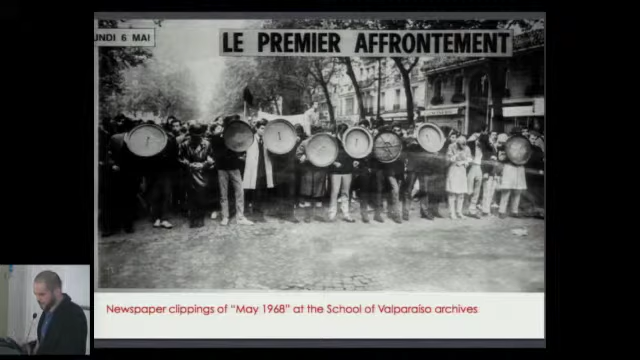 UNDI 6 MAI
LE PREMIER AFFRONTEMENT
Newspaper clippings of "May 1968" at the School of Valparaíso archives